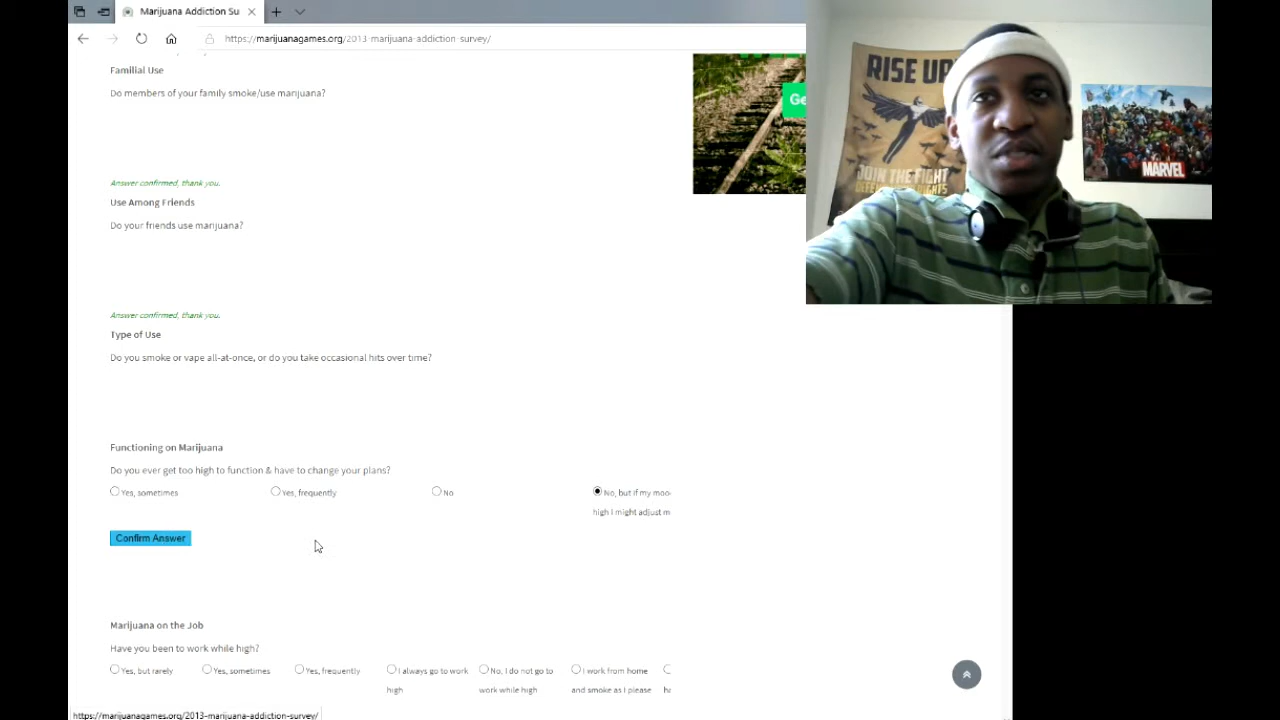 Marijuana Addiction Su
https://marijuanagames.org/2013-marijuana-addiction-survey/
Familial Use
Do members of your family smoke/use marijuana?
Ge
RISE UP
JOIN THE FIGHT
MARVEL
Answer confirmed, thank you.
Use Among Friends
Do your friends use marijuana?
Answer confirmed, thank you.
Type of Use
Do you smoke or vape all-at-once, or do you take occasional hits over time?
Functioning on Marijuana
Do you ever get too high to function & have to change your plans?
Yes, sometimes
Yes, frequently
No
No, but if my moo
high I might adjust m
Confirm Answer
Marijuana on the Job
Have you been to work while high?
Yes, but rarely
Yes, sometimes
Yes, frequently
I always go to work
high
No, I do not go to
work while high
I work from home
and smoke as I please
https://marijuanagames.org/2013-marijuana-addiction-survey/